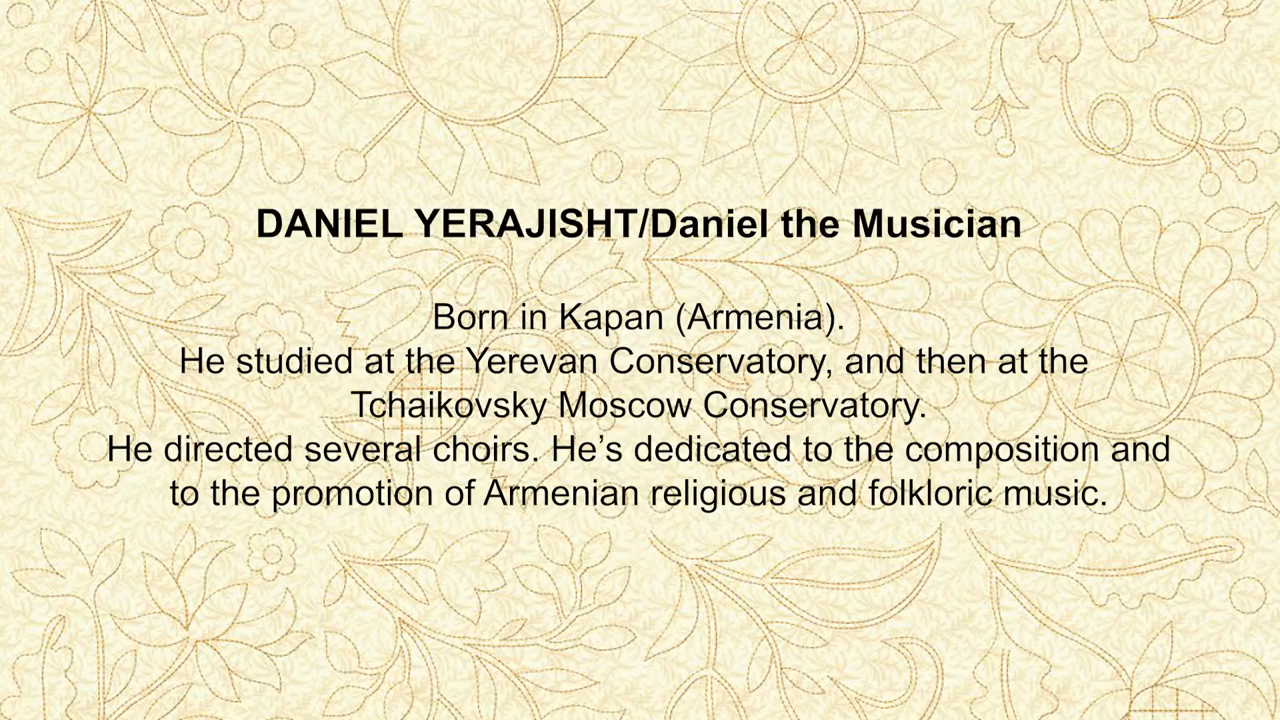 DANIEL YERAJISHT/Daniel the Musician
Born in Kapan (Armenia).
He studied at the Yerevan Conservatory, and then at the
Tchaikovsky Moscow Conservatory.
He directed several choirs. He’s dedicated to the composition and
to the promotion of Armenian religious and folkloric music.